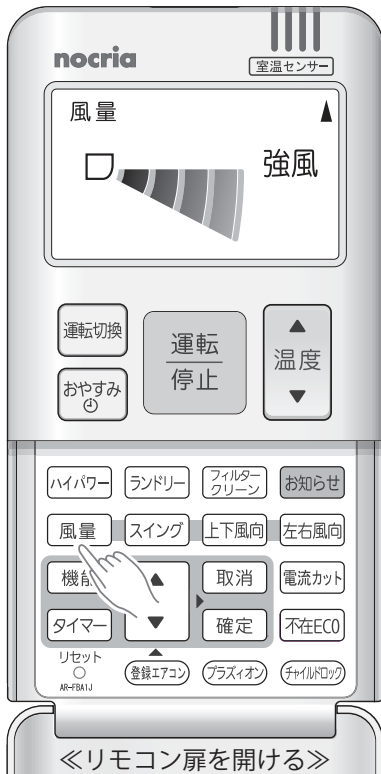 nocria
室温センサー
風量
強風
運転切換
運転
停止
温度
おやすみ
ハイパワー
ランドリー
フィルター
クリーン
お知らせ
風量
スイング
上下風向
左右風向
機能
取消
電流カット
タイマー
確定
不在ECO
リセット
AR-FBA1J
登録エアコン
プラズィオン
チャイルドロック
≪リモコン扉を開ける≫